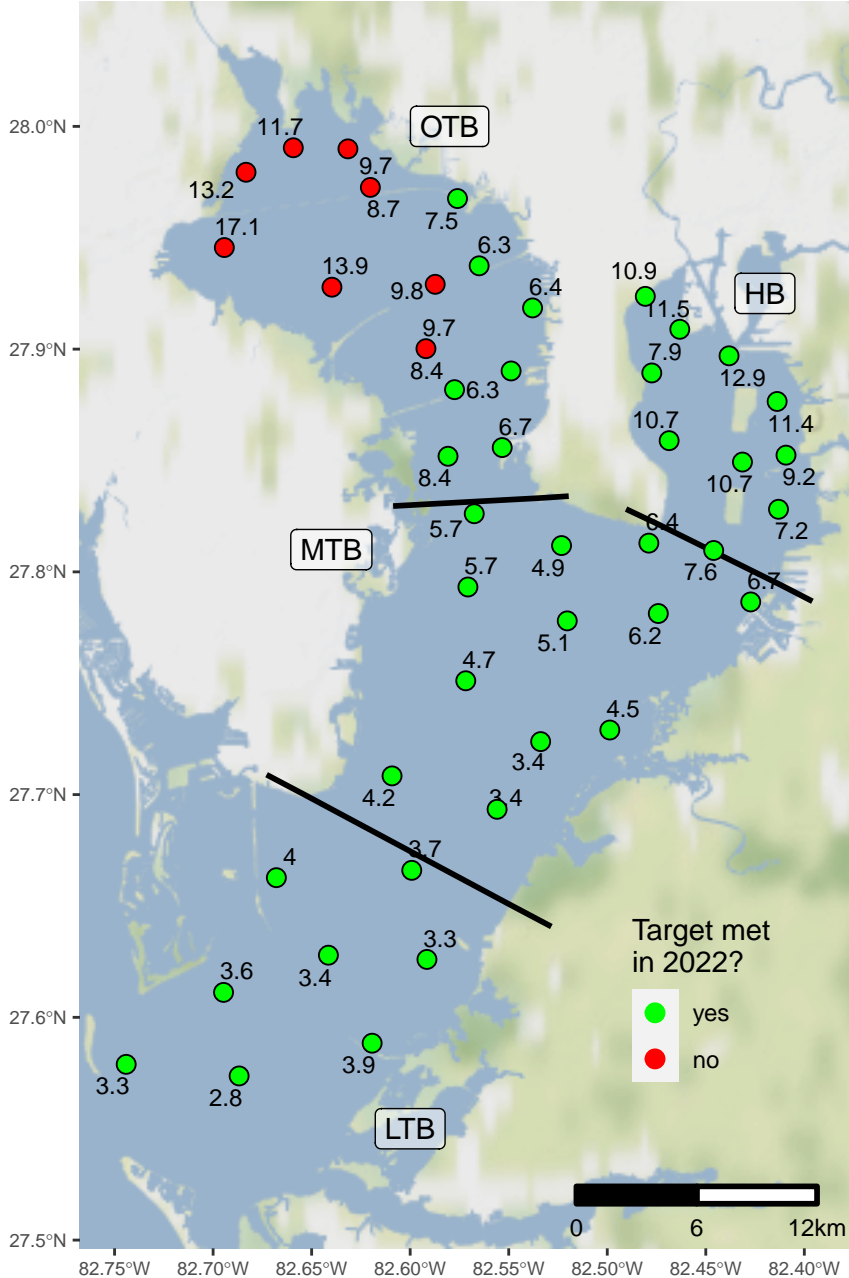 28.0°N
27.9°N
27.8°N
27.7°N
27.6°N
27.5°N
OTB
11.7
9.7
13.2
8.7
7.5
17.1
6.3
13.9
9.8
6.4
10.9
HB
11.5
9.7
8.4
6.3
7.9
12.9
11.4
6.7
10.7
8.4
10.7
9.2
5.7
6.4
7.2
MTB
4.9
7.6
5.7
6.7
5.1
6.2
4.7
4.5
3.4
4.2
3.4
3.7
4
3.3
3.4
3.6
3.9
3.3
2.8
LTB
Target met
in 2022?
yes
no
0 6 12km
82.75°W 82.70°W 82.65°W 82.60°W 82.55°W 82.50°W 82.45°W 82.40°W